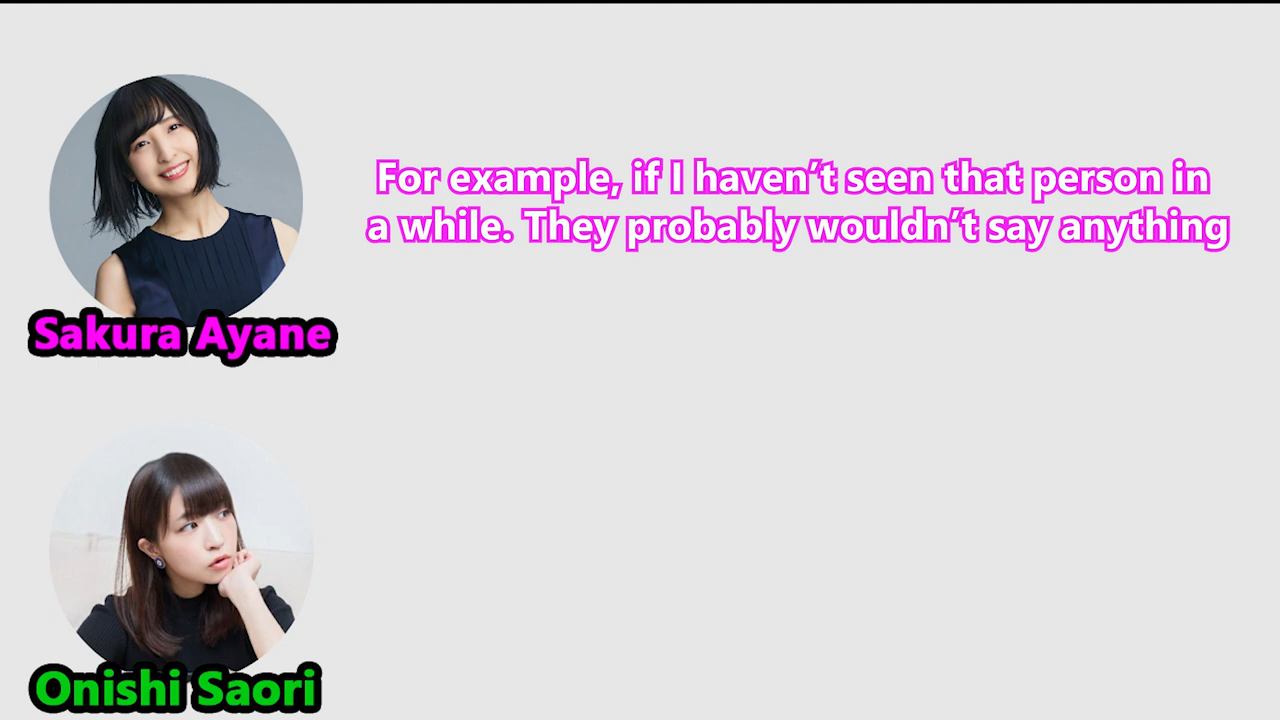 For example, if I haven’t seen that person in
a while. They probably wouldn’t say anything
Sakura Ayane
Onishi Saori